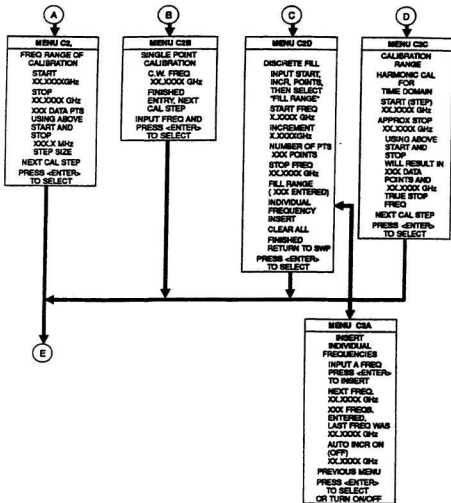 A
B
C
D
MENU C2,
FREQ RANGE OF
CALIBRATION
START
XX.XXXXGHz
STOP
XX.XXXX GHz
XXX DATA PTS
USING ABOVE
START AND
STOP
XXX.X MHz
STEP SIZE
NEXT CAL STEP
PRESS <ENTER>
TO SELECT
MENU C2B
SINGLE POINT
CALIBRATION
C.W. FREQ
XX.XXXX GHz
FINISHED
ENTRY, NEXT
CAL STEP
INPUT FREQ AND
PRESS <ENTER>
TO SELECT
MENU C2D
DISCRETE FILL
INPUT START,
INCR, POINTS,
THEN SELECT
"FILL RANGE"
START FREQ
X.XXXX GHz
INCREMENT
X.XXXXGHz
NUMBER OF PTS
XXX POINTS
STOP FREQ
XX.XXXX GHz
FILL RANGE
( XXX ENTERED)
INDIVIDUAL
FREQUENCY
INSERT
CLEAR ALL
FINISHED
RETURN TO SWP
PRESS <ENTER>
TO SELECT
MENU C2C
CALIBRATION
RANGE
HARMONIC CAL
FOR
TIME DOMAIN
START (STEP)
XX.XXXX GHz
APPROX STOP
XX.XXXX GHz
USING ABOVE
START AND
STOP
WILL RESULT IN
XXX DATA
POINTS AND
XX.XXXX GHz
TRUE STOP
FREQ
NEXT CAL STEP
PRESS <ENTER>
TO SELECT
E
MENU C2A
INSERT
INDIVIDUAL
FREQUENCIES
INPUT A FREQ
PRESS <ENTER>
TO INSERT
NEXT FREQ.
XX.XXXX GHz
XXX FREQS.
ENTERED,
LAST FREQ WAS
XX.XXXX GHz
AUTO INCR ON
(OFF)
XX.XXXX GHz
PREVIOUS MENU
PRESS <ENTER>
TO SELECT
OR TURN ON/OFF